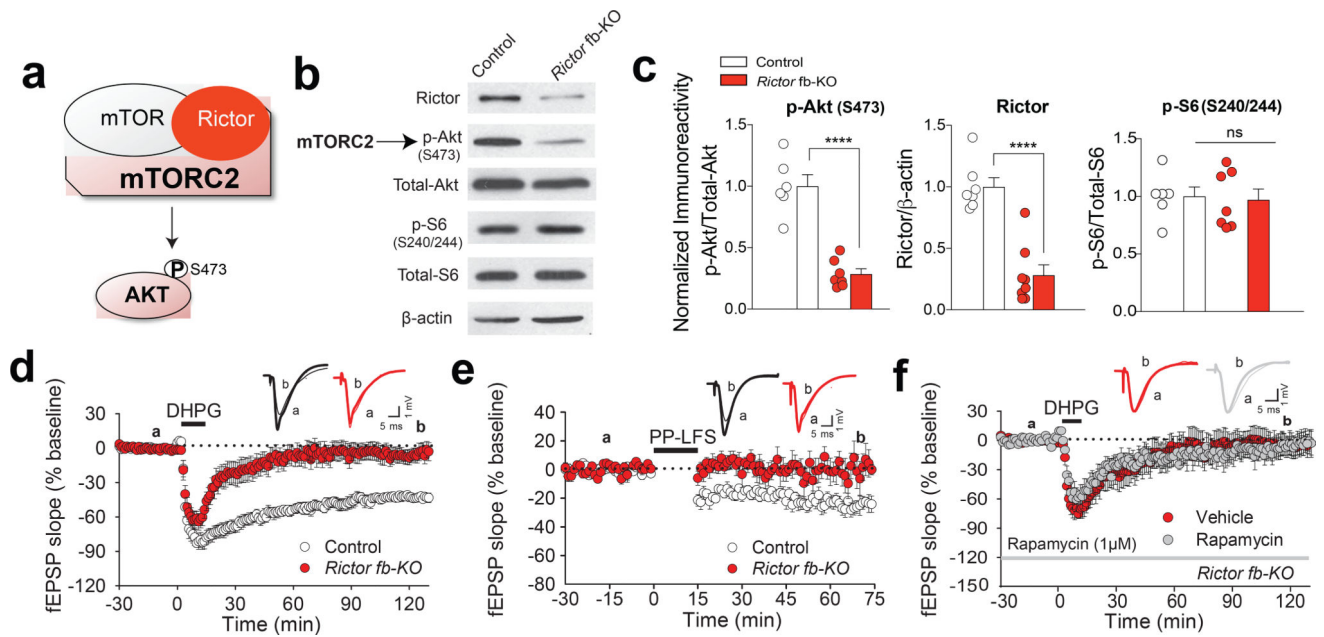 a
mTOR
Rictor
mTORC2
P
S473
AKT
b
Control
Rictor fb-KO
Rictor
mTORC2
p-Akt
(S473)
Total-Akt
p-S6
(S240/244)
Total-S6
β-actin
c
Control
Rictor fb-KO
Normalized Immunoreactivity
p-Akt (S473)
p-Akt/Total-Akt
1.5
1.0
0.5
0.0
****
Rictor
Rictor/β-actin
1.5
1.0
0.5
0.0
****
p-S6 (S240/244)
p-S6/Total-S6
1.5
1.0
0.5
0.0
ns
d
fEPSP slope (% baseline)
30
0
-30
-60
-90
-120
a
DHPG
b
a
b
a
5 ms
1 mV
b
Control
Rictor fb-KO
-30 0 30 60 90 120
Time (min)
e
fEPSP slope (% baseline)
40
20
0
-20
-40
-60
-80
a
PP-LFS
b
a
b
a
5 ms
1 mV
b
Control
Rictor fb-KO
-30 -15 0 15 30 45 60 75
Time (min)
f
fEPSP slope (% baseline)
30
0
-30
-60
-90
-120
-150
a
DHPG
b
a
b
a
5 ms
1 mV
b
Vehicle
Rapamycin
Rapamycin (1μM)
Rictor fb-KO
-30 0 30 60 90 120
Time (min)